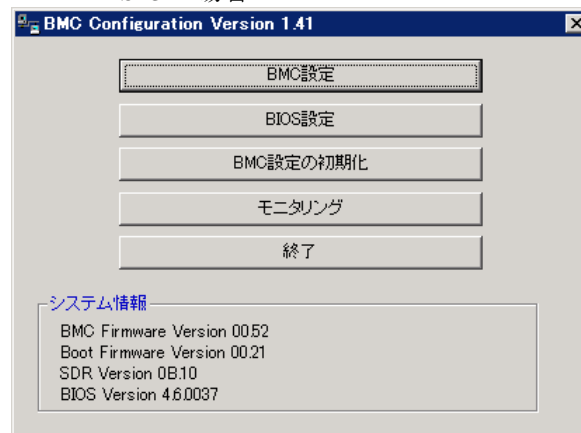 BMC Configuration Version 1.41
BMC設定
BIOS設定
BMC設定の初期化
モニタリング
終了
システム情報
BMC Firmware Version 00.52
Boot Firmware Version 00.21
SDR Version 0B.10
BIOS Version 4.6.0037